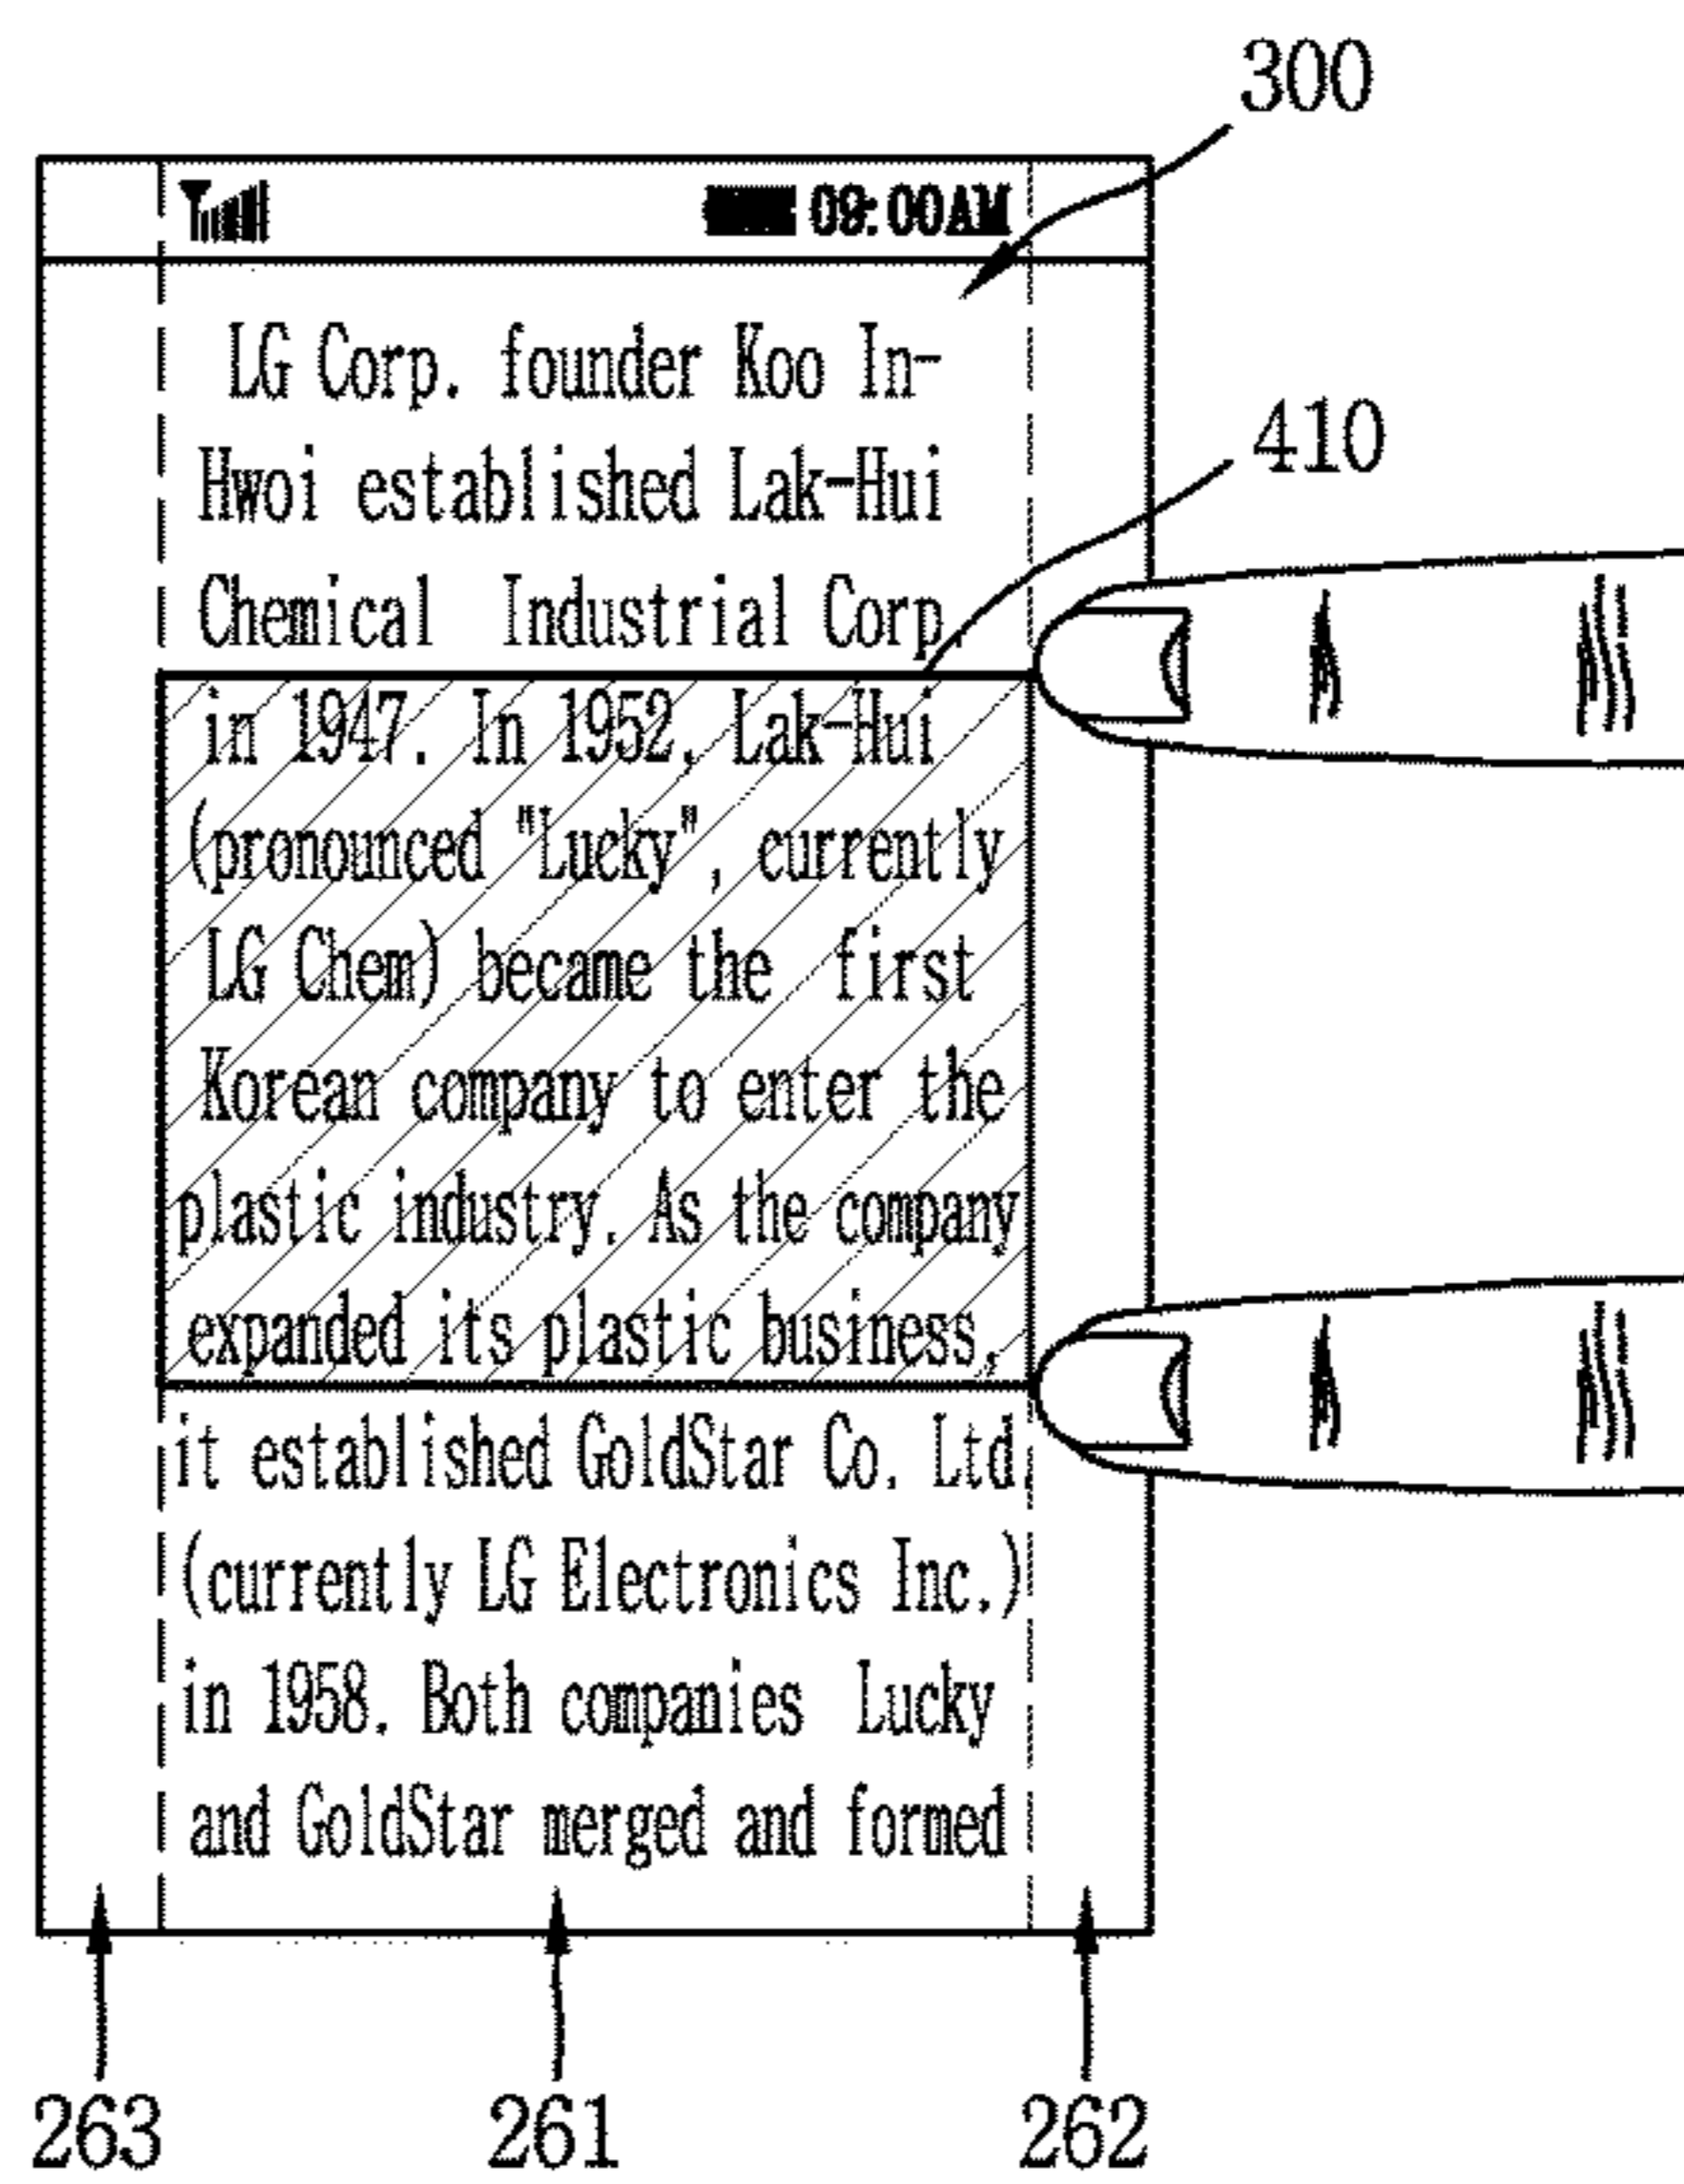 300
09:00AM
LG Corp. founder Koo In-
410
Hwoi established Lak-Hui
Chemical Industrial Corp.
in 1947. In 1952, Lak-Hui
(pronounced "Lucky", currently
LG Chem) became the first
Korean company to enter the
plastic industry. As the company
expanded its plastic business,
it established GoldStar Co. Ltd.
(currently LG Electronics Inc.)
in 1958. Both companies Lucky
and GoldStar merged and formed
263 261 262